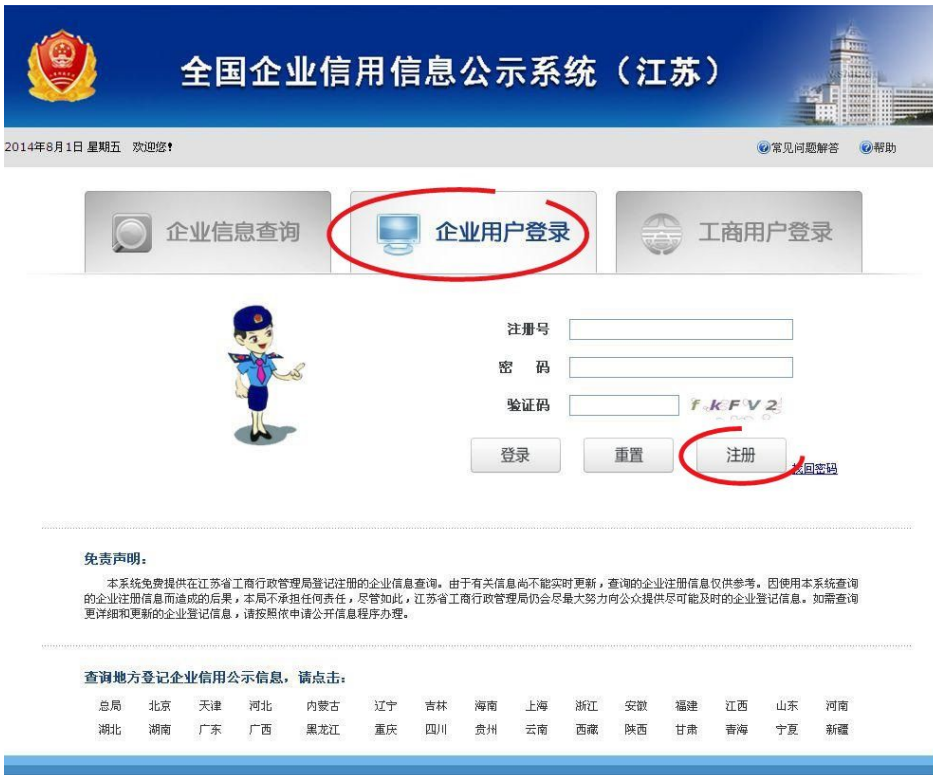 全国企业信用信息公示系统（江苏）
2014年8月1日 星期五 欢迎您!
常见问题解答 帮助
企业信息查询 企业用户登录 工商用户登录
注册号
密 码
验证码 fkFV2
登录 重置 注册 找回密码
免责声明：
本系统免费提供在江苏省工商行政管理局登记注册的企业信息查询。由于有关信息尚不能实时更新，查询的企业注册信息仅供参考。因使用本系统查询
的企业注册信息而造成的后果，本局不承担任何责任，尽管如此，江苏省工商行政管理局仍会尽最大努力向公众提供尽可能及时的企业登记信息。如需查询
更详细和更新的企业登记信息，请按照依申请公开信息程序办理。
查询地方登记企业信用公示信息，请点击：
总局 北京 天津 河北 内蒙古 辽宁 吉林 海南 上海 浙江 安徽 福建 江西 山东 河南
湖北 湖南 广东 广西 黑龙江 重庆 四川 贵州 云南 西藏 陕西 甘肃 青海 宁夏 新疆